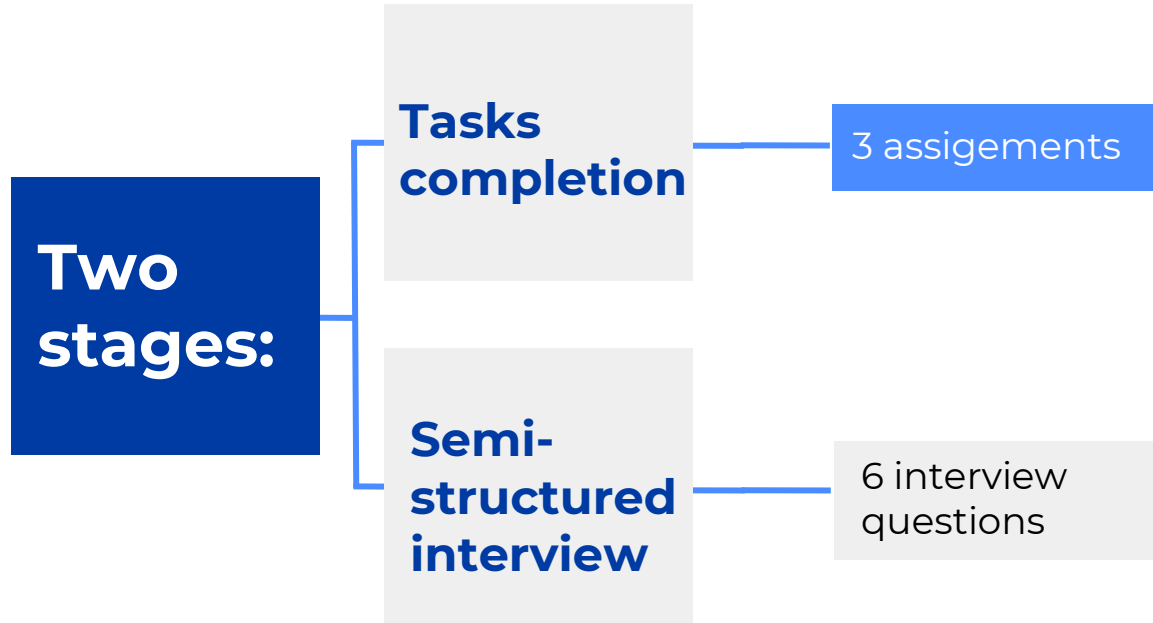 Two
stages:
Tasks
completion
3 assigements
Semi-
structured
interview
6 interview
questions